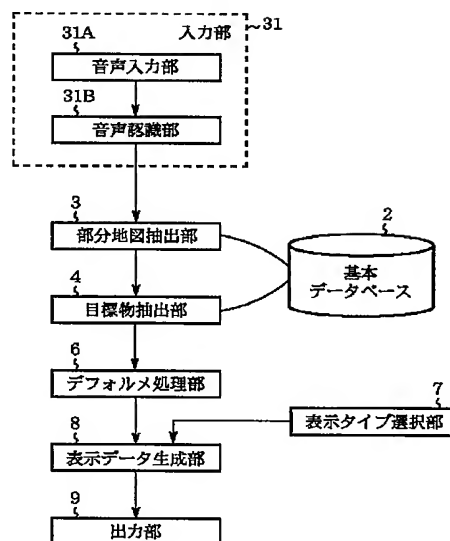 入力部 31
31A
音声入力部
31B
音声認識部
3
部分地図抽出部
2
基本
データベース
4
目標物抽出部
6
デフォルメ処理部
7
表示タイプ選択部
8
表示データ生成部
9
出力部